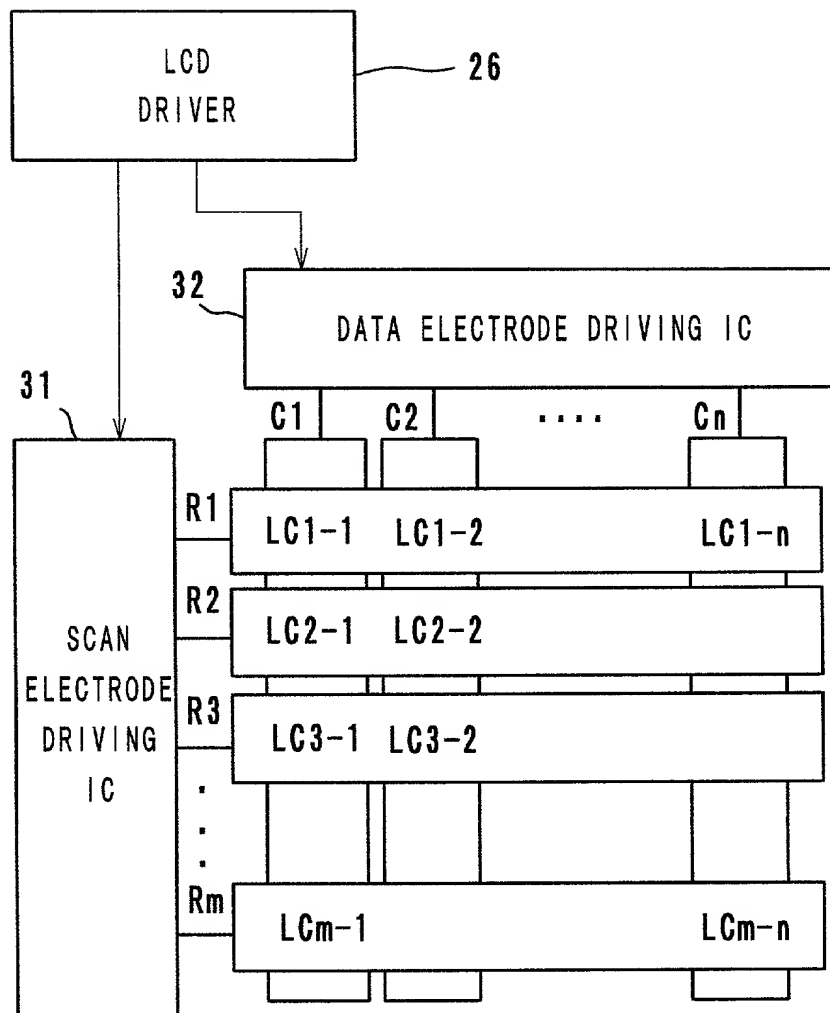 LCD
DRIVER
26
32
DATA ELECTRODE DRIVING IC
31
C1 C2 ···· Cn
R1 LC1-1 LC1-2 LC1-n
R2 LC2-1 LC2-2
SCAN
ELECTRODE
DRIVING
IC
R3 LC3-1 LC3-2
Rm LCm-1 LCm-n